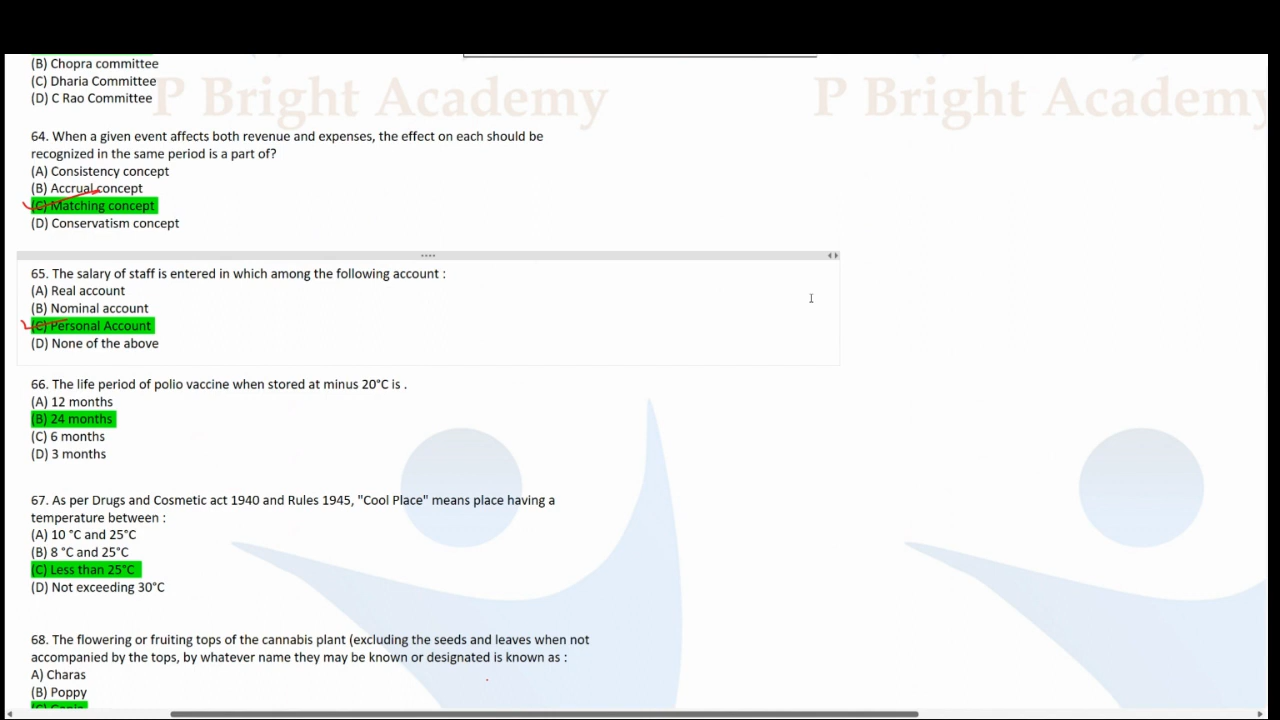 (B) Chopra committee
(C) Dharia Committee
(D) C Rao Committee
P Bright Academy
P Bright Academy
64. When a given event affects both revenue and expenses, the effect on each should be
recognized in the same period is a part of?
(A) Consistency concept
(B) Accrual concept
(C) Matching concept
(D) Conservatism concept
65. The salary of staff is entered in which among the following account :
(A) Real account
(B) Nominal account
(C) Personal Account
(D) None of the above
66. The life period of polio vaccine when stored at minus 20°C is .
(A) 12 months
(B) 24 months
(C) 6 months
(D) 3 months
67. As per Drugs and Cosmetic act 1940 and Rules 1945, "Cool Place" means place having a
temperature between :
(A) 10 °C and 25°C
(B) 8 °C and 25°C
(C) Less than 25°C
(D) Not exceeding 30°C
68. The flowering or fruiting tops of the cannabis plant (excluding the seeds and leaves when not
accompanied by the tops, by whatever name they may be known or designated is known as :
A) Charas
(B) Poppy